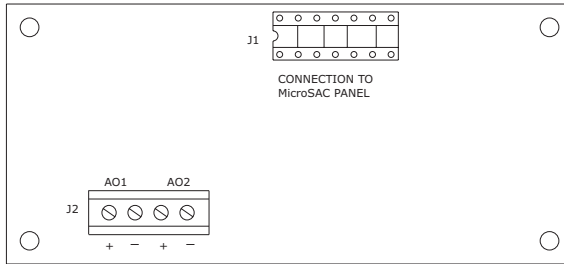 J1
CONNECTION TO
MicroSAC PANEL
AO1 AO2
J2
+ − + −